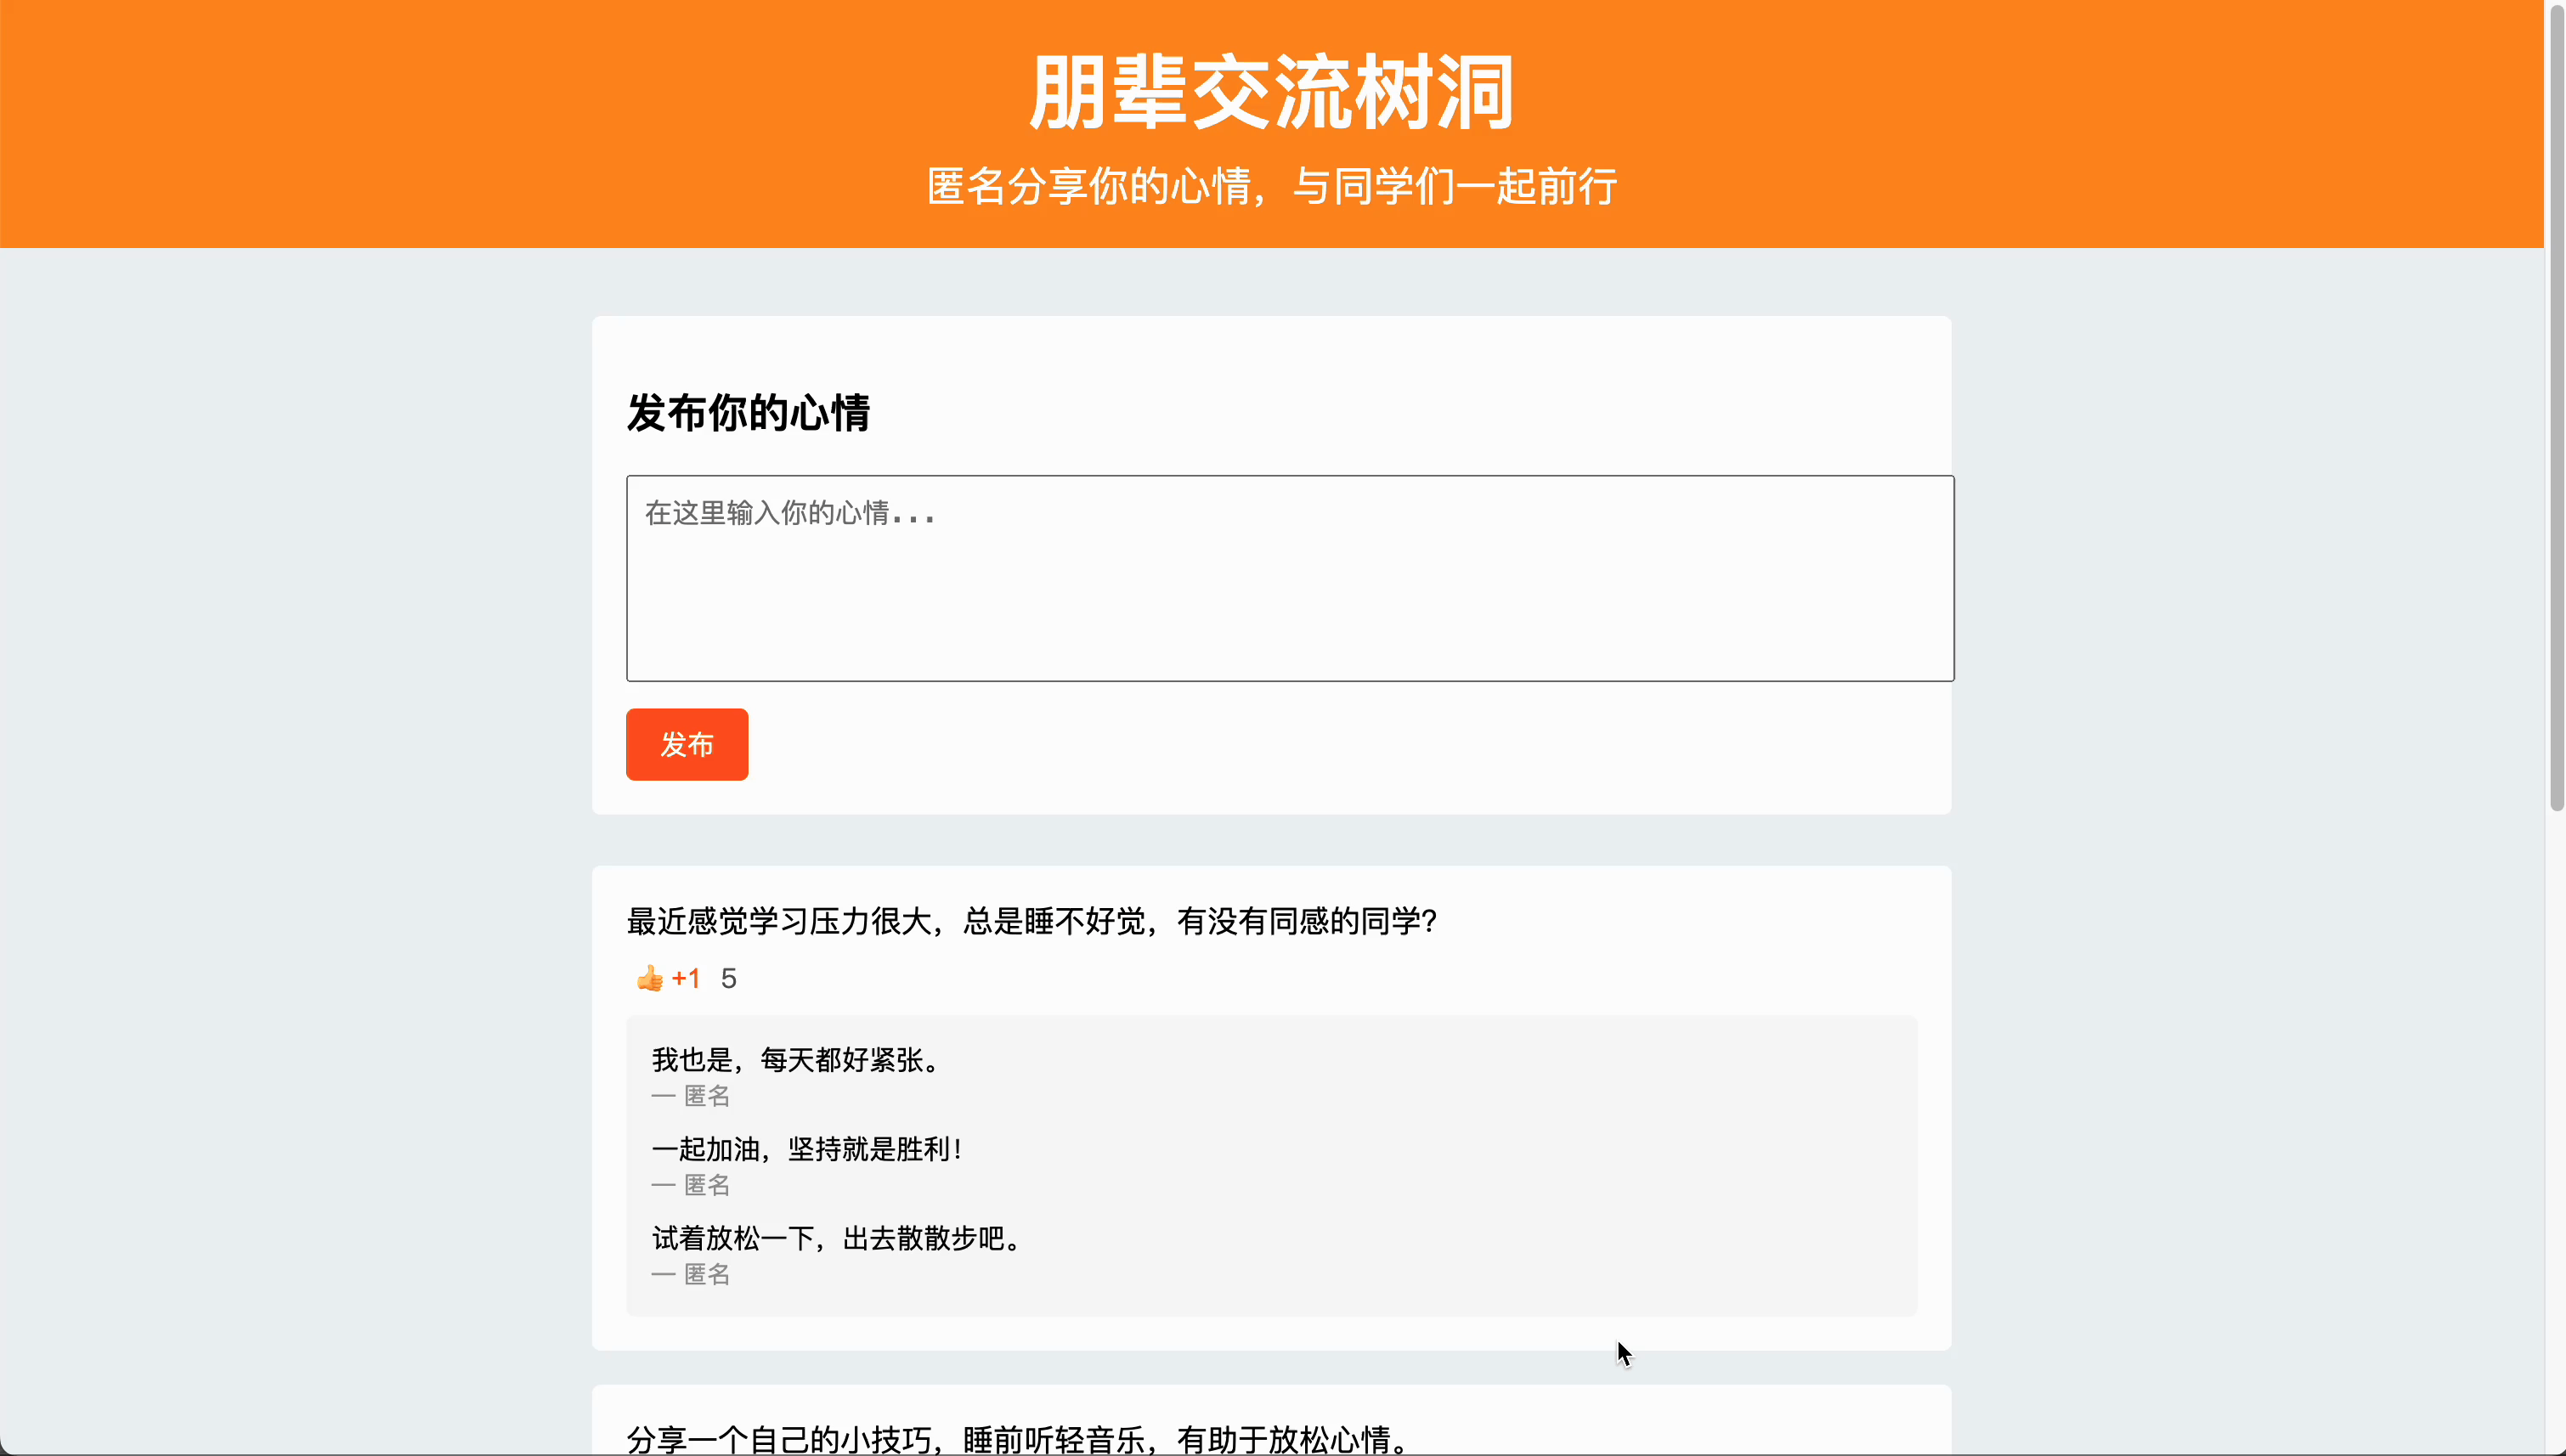 朋辈交流树洞
匿名分享你的心情，与同学们一起前行
发布你的心情
在这里输入你的心情...
发布
最近感觉学习压力很大，总是睡不好觉，有没有同感的同学？
👍 +1 5
我也是，每天都好紧张。
— 匿名
一起加油，坚持就是胜利！
— 匿名
试着放松一下，出去散散步吧。
— 匿名
分享一个自己的小技巧，睡前听轻音乐，有助于放松心情。